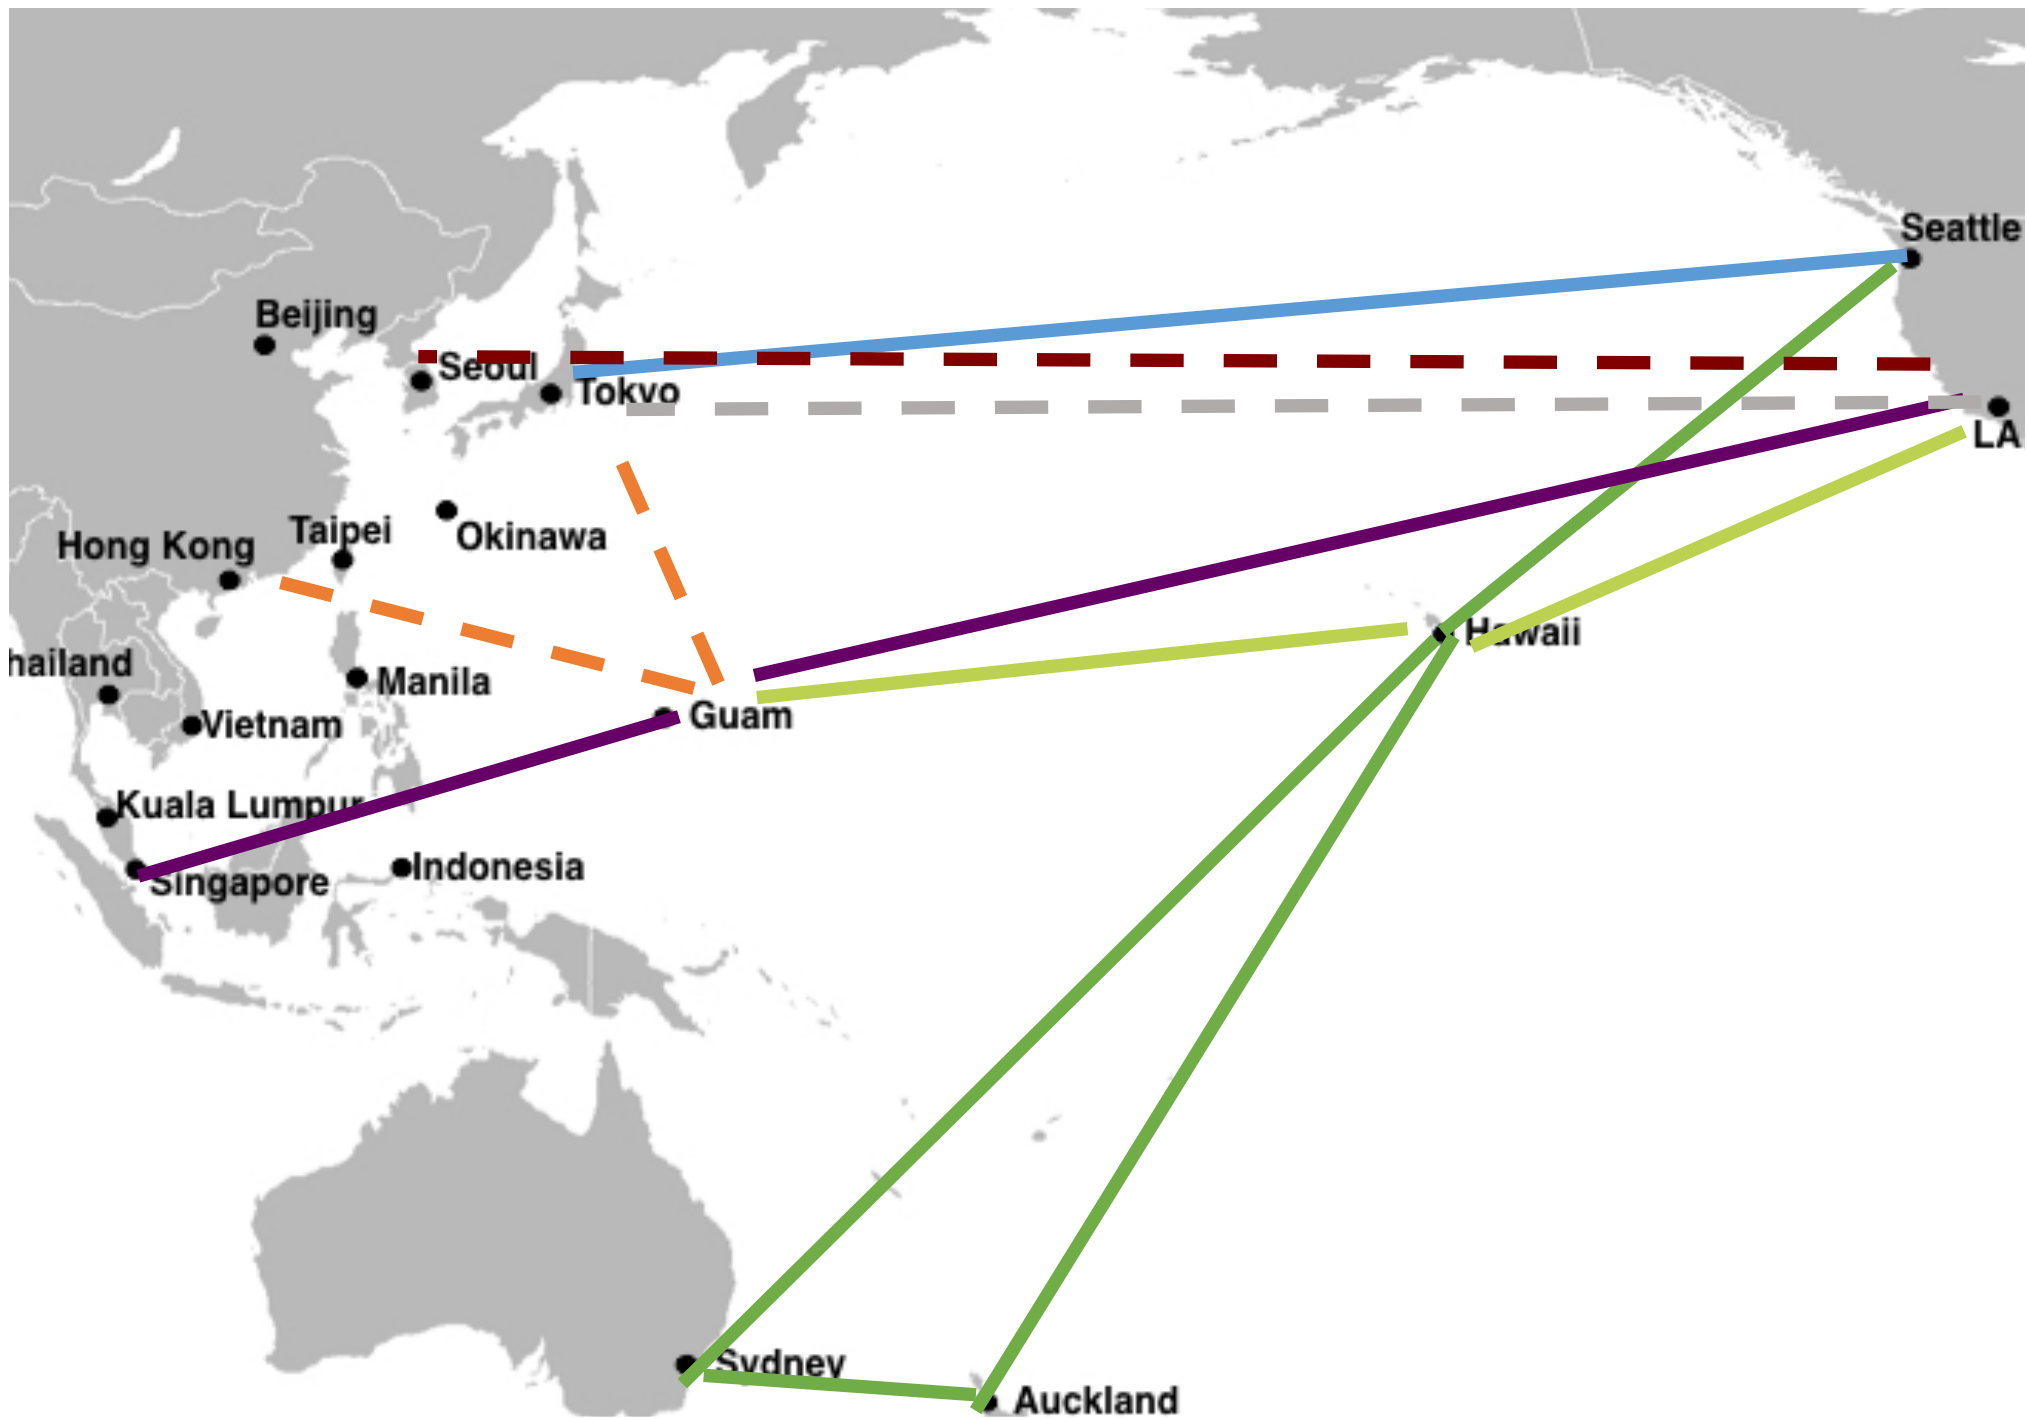 Seattle
Beijing
Seoul
Tokyo
LA
Taipei
Okinawa
Hong Kong
Hawaii
hailand
Manila
Guam
Vietnam
Kuala Lumpur
Indonesia
Singapore
Sydney
Auckland